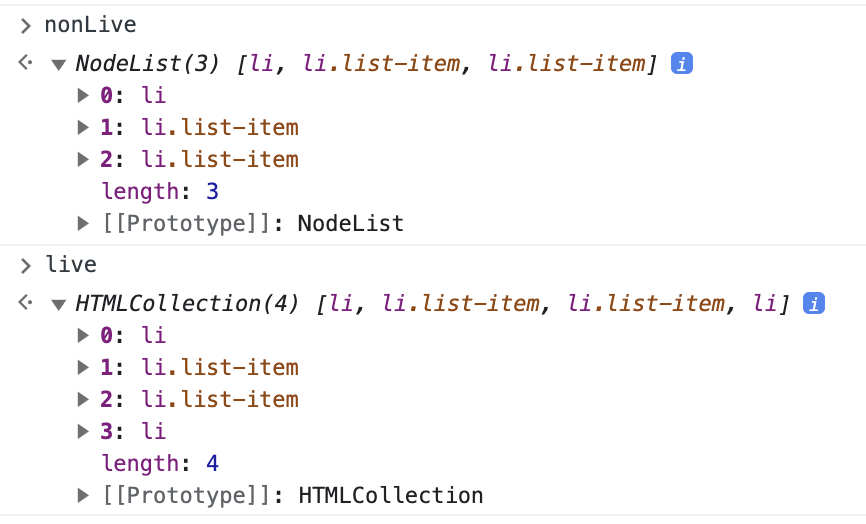 nonLive
NodeList(3) [li, li.list-item, li.list-item] i
0: li
1: li.list-item
2: li.list-item
length: 3
[[Prototype]]: NodeList
live
HTMLCollection(4) [li, li.list-item, li.list-item, li] i
0: li
1: li.list-item
2: li.list-item
3: li
length: 4
[[Prototype]]: HTMLCollection